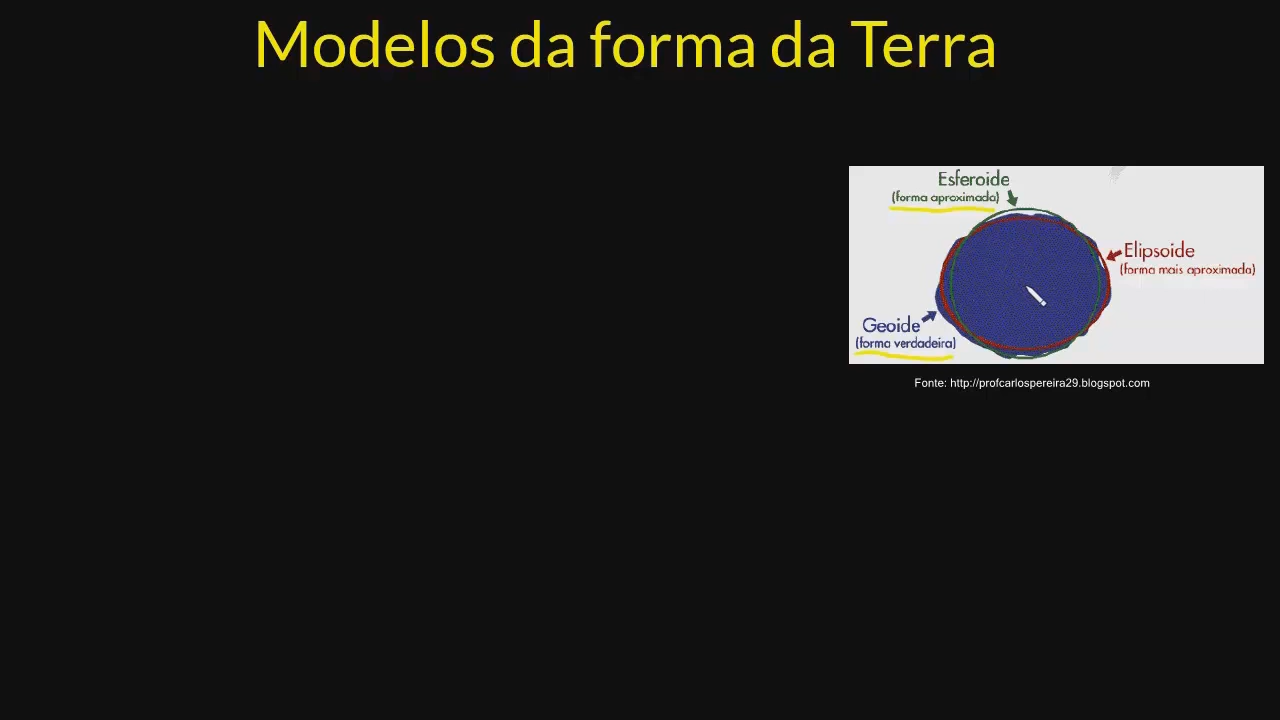 Modelos da forma da Terra
Esferoide
(forma aproximada)
Elipsoide
(forma mais aproximada)
Geoide
(forma verdadeira)
Fonte: http://profcarlospereira29.blogspot.com